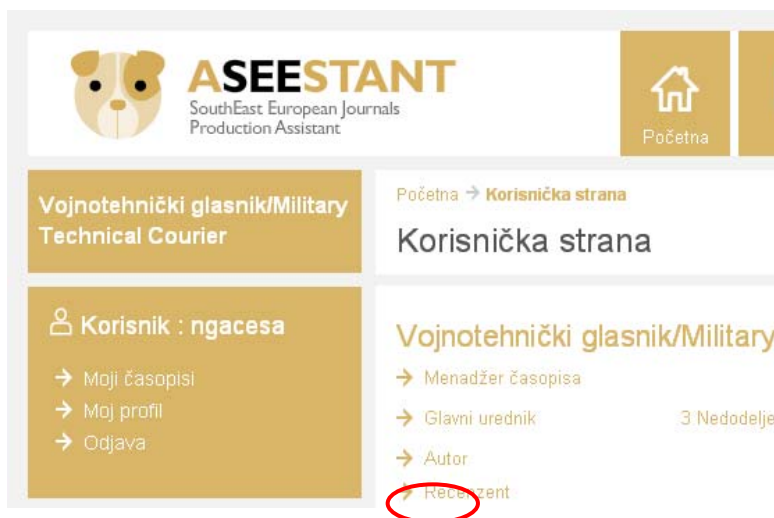 ASEESTANT
SouthEast European Journals
Production Assistant
Početna
Vojnotehnički glasnik/Military
Technical Courier
Početna → Korisnička strana
Korisnička strana
Korisnik : ngacesa
→ Moji časopisi
→ Moj profil
→ Odjava
Vojnotehnički glasnik/Military
→ Menadžer časopisa
→ Glavni urednik 3 Nedodelje
→ Autor
→ Recenzent